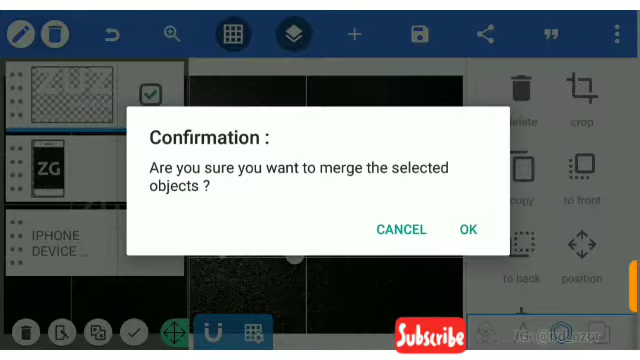 ZUZ
ZG
IPHONE
DEVICE ...
Confirmation :
Are you sure you want to merge the selected
objects ?
CANCEL
OK
delete
crop
copy
to front
to back
position
Subscribe